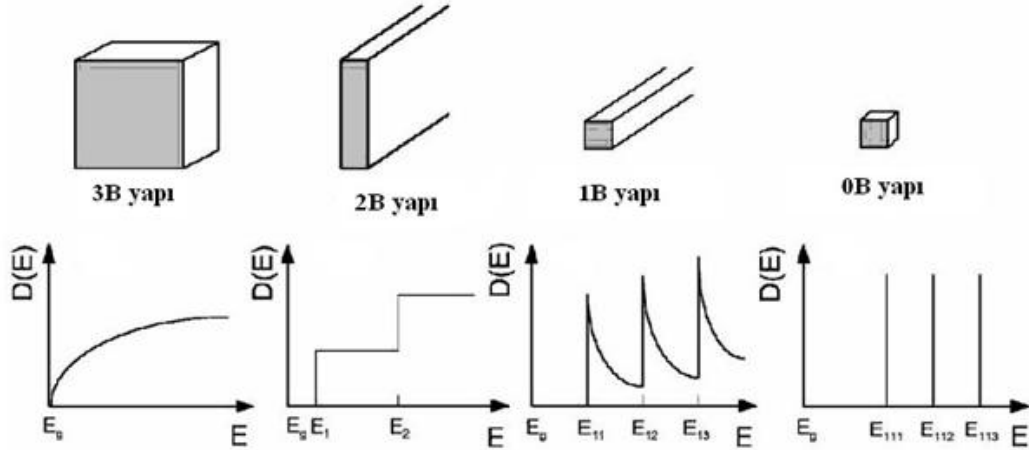 3B yapı
2B yapı
1B yapı
0B yapı
D(E)
E
E_g
D(E)
E
E_g E_1 E_2
D(E)
E
E_g E_11 E_12 E_13
D(E)
E
E_g E_111 E_112 E_113